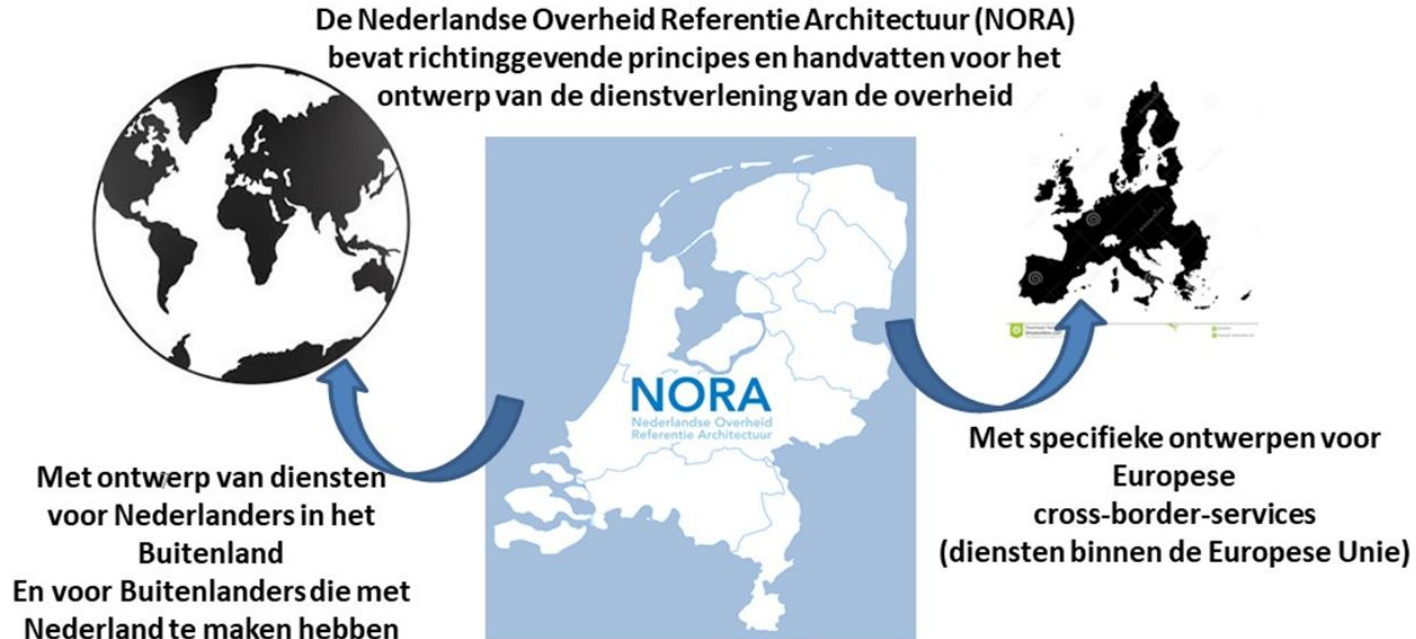 De Nederlandse Overheid Referentie Architectuur (NORA)
bevat richtinggevende principes en handvatten voor het
ontwerp van de dienstverlening van de overheid
NORA
Nederlandse Overheid
Referentie Architectuur
Met ontwerp van diensten
voor Nederlanders in het
Buitenland
En voor Buitenlanders die met
Nederland te maken hebben
Met specifieke ontwerpen voor
Europese
cross-border-services
(diensten binnen de Europese Unie)